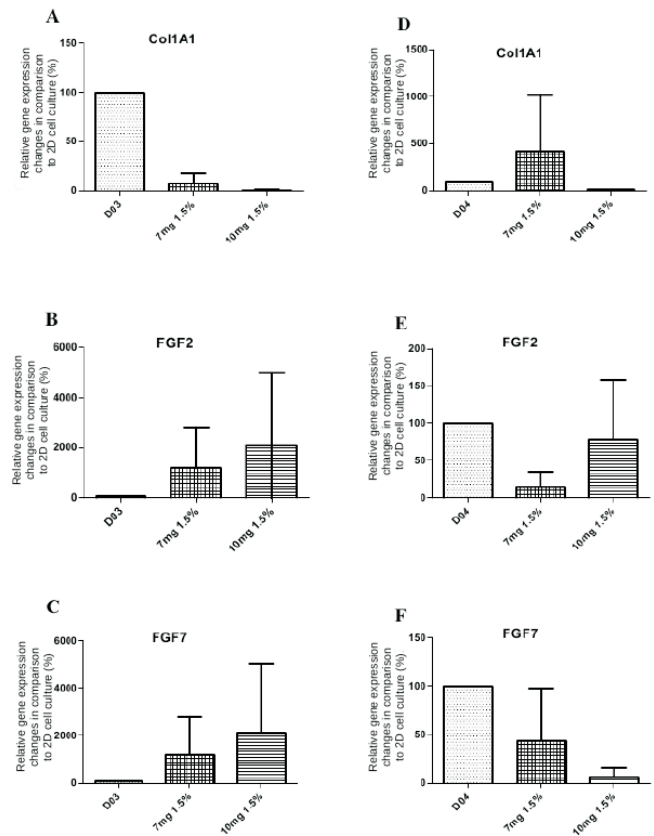 A
Col1A1
Relative gene expression
changes in comparison
to 2D cell culture (%)
150
100
50
0
D03
7mg 1.5%
10mg 1.5%
D
Col1A1
Relative gene expression
changes in comparison
to 2D cell culture (%)
1500
1000
500
0
D04
7mg 1.5%
10mg 1.5%
B
FGF2
Relative gene expression
changes in comparison
to 2D cell culture (%)
6000
4000
2000
0
D03
7mg 1.5%
10mg 1.5%
E
FGF2
Relative gene expression
changes in comparison
to 2D cell culture (%)
200
150
100
50
0
D04
7mg 1.5%
10mg 1.5%
C
FGF7
Relative gene expression
changes in comparison
to 2D cell culture (%)
6000
4000
2000
0
D03
7mg 1.5%
10mg 1.5%
F
FGF7
Relative gene expression
changes in comparison
to 2D cell culture (%)
150
100
50
0
D04
7mg 1.5%
10mg 1.5%